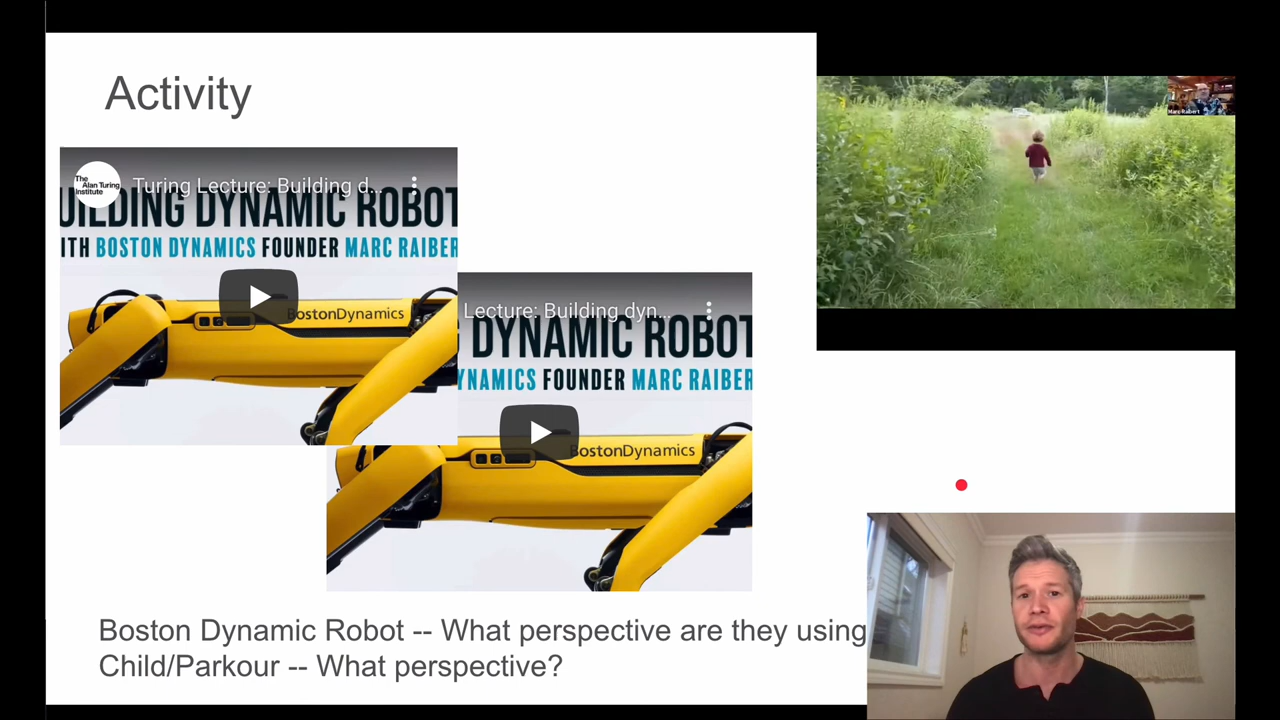 Activity
The
Alan Turing
Institute
Turing Lecture: Building d...
UILDING DYNAMIC ROBOT
ITH BOSTON DYNAMICS FOUNDER MARC RAIBER
BostonDynamics
Lecture: Building dyn...
DYNAMIC ROBOT
YNAMICS FOUNDER MARC RAIBER
BostonDynamics
Marc Raibert
Boston Dynamic Robot -- What perspective are they using
Child/Parkour -- What perspective?